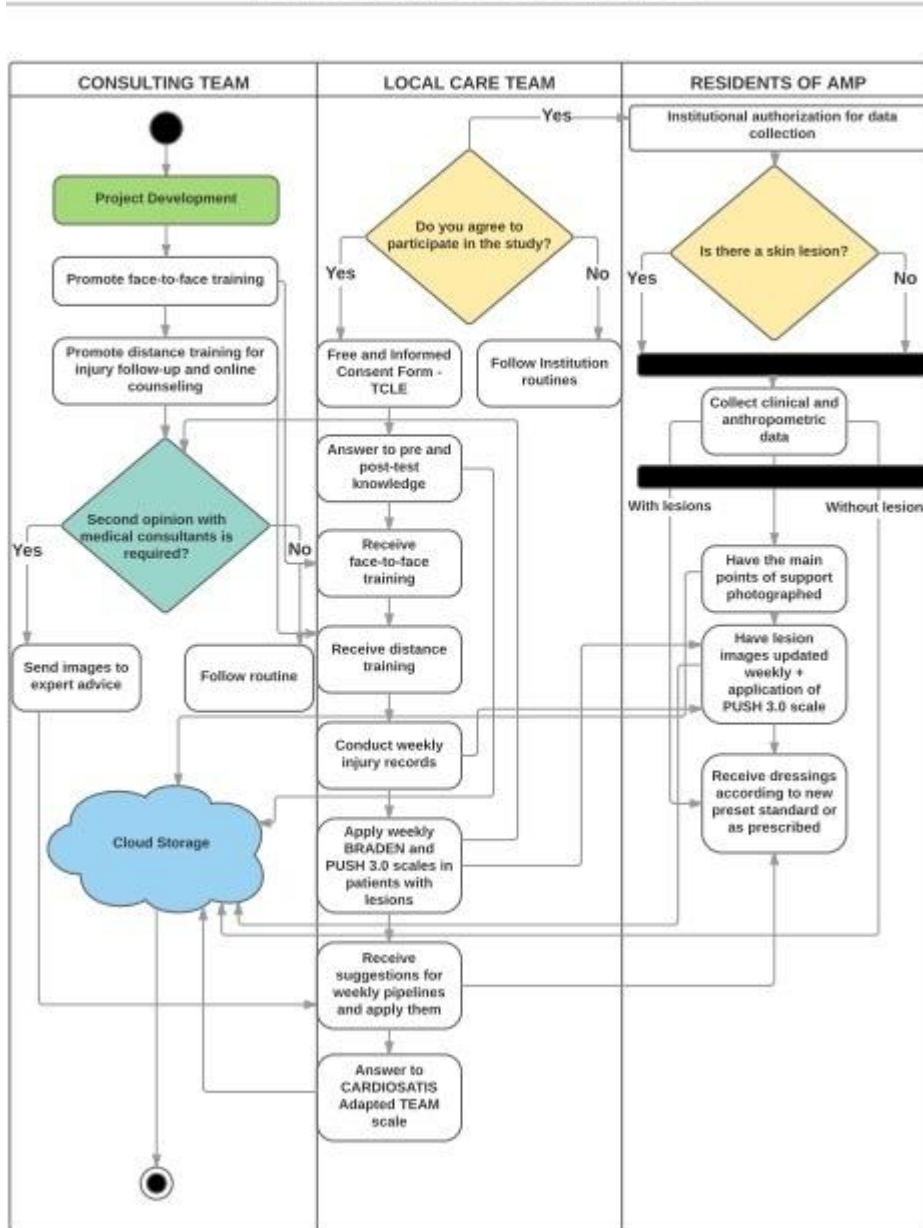 CONSULTING TEAM
LOCAL CARE TEAM
RESIDENTS OF AMP
Yes
Institutional authorization for data
collection
Project Development
Do you agree to
participate in the study?
Is there a skin lesion?
Yes
No
Yes
No
Promote face-to-face training
Promote distance training for
injury follow-up and online
counseling
Free and Informed
Consent Form -
TCLE
Follow Institution
routines
Collect clinical and
anthropometric
data
Answer to pre and
post-test
knowledge
With lesions
Without lesion
Second opinion with
medical consultants is
required?
Yes
No
Receive
face-to-face
training
Have the main
points of support
photographed
Send images to
expert advice
Follow routine
Receive distance
training
Have lesion
images updated
weekly +
application of
PUSH 3.0 scale
Conduct weekly
injury records
Receive dressings
according to new
preset standard or
as prescribed
Cloud Storage
Apply weekly
BRADEN and
PUSH 3.0 scales in
patients with
lesions
Receive
suggestions for
weekly pipelines
and apply them
Answer to
CARDIOSATIS
Adapted TEAM
scale